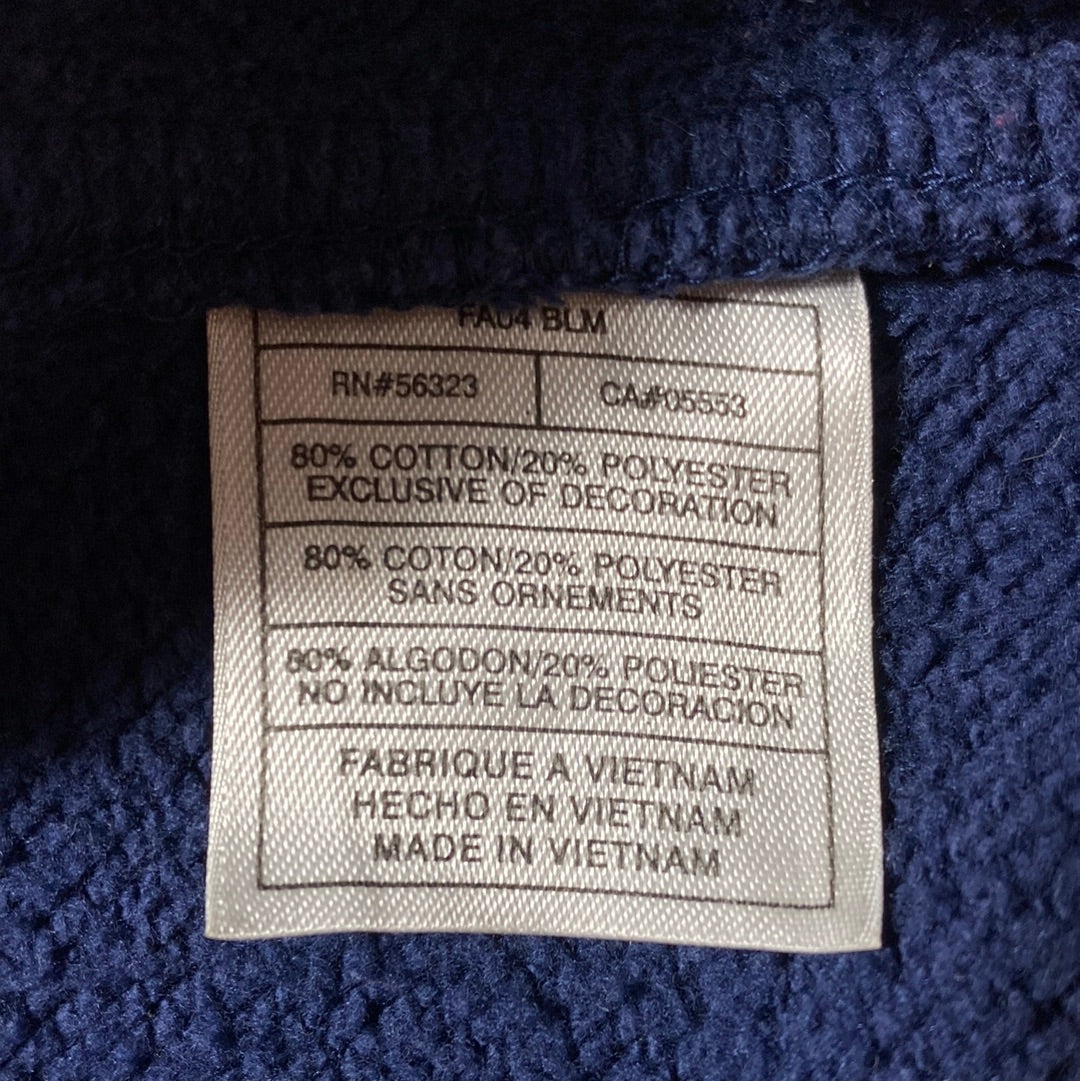 FA04 BLM
RN#56323
CA#05553
80% COTTON/20% POLYESTER
EXCLUSIVE OF DECORATION
80% COTON/20% POLYESTER
SANS ORNEMENTS
80% ALGODON/20% POLIESTER
NO INCLUYE LA DECORACION
FABRIQUE A VIETNAM
HECHO EN VIETNAM
MADE IN VIETNAM